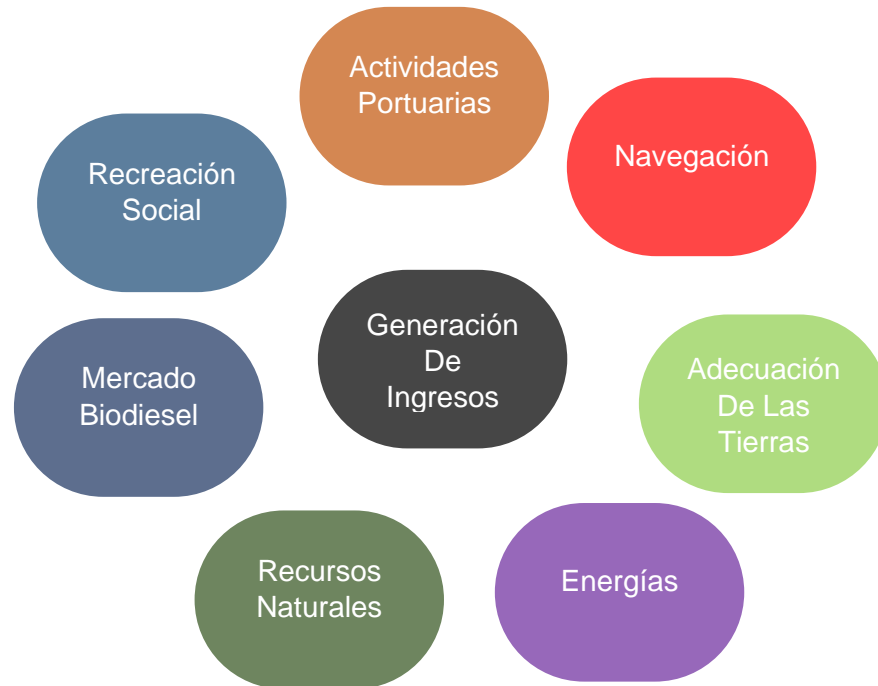 Actividades
Portuarias
Navegación
Recreación
Social
Generación
De
Ingresos
Mercado
Biodiesel
Adecuación
De Las
Tierras
Recursos
Naturales
Energías